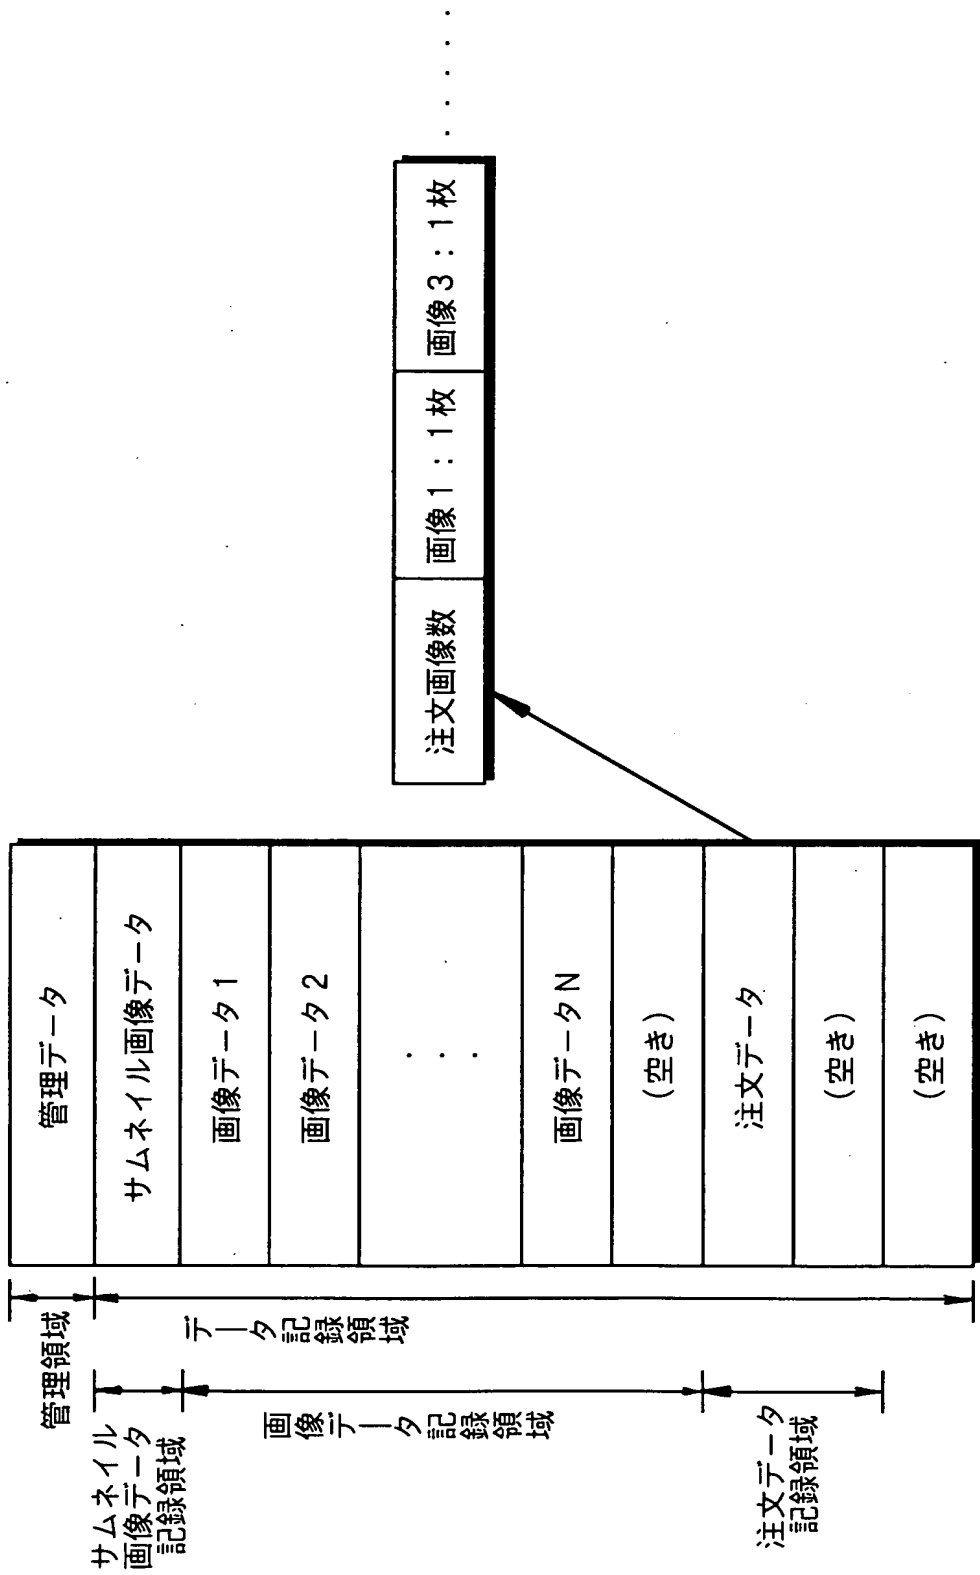 管理領域
サムネイル
画像データ
記録領域
データ記録領域
画像データ記録領域
注文データ
記録領域
管理データ
サムネイル画像データ
画像データ1
画像データ2
・・・
画像データN
(空き)
注文データ
(空き)
(空き)
注文画像数
画像1:1枚
画像3:1枚
・・・・・